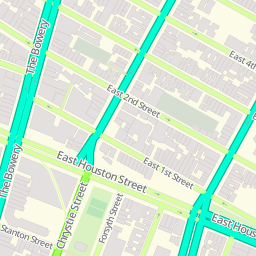 The Bowery
East 4th
East 2nd Street
East 1st Street
East Houston Street
The Bowery
Chrystie Street
Forsyth Street
East Hous
Stanton Street